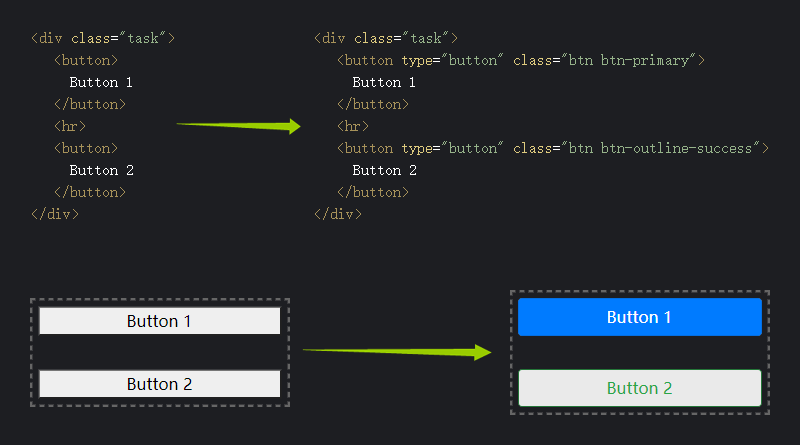 <div class="task">
<button>
Button 1
</button>
<hr>
<button>
Button 2
</button>
</div>
<div class="task">
<button type="button" class="btn btn-primary">
Button 1
</button>
<hr>
<button type="button" class="btn btn-outline-success">
Button 2
</button>
</div>
Button 1
Button 2
Button 1
Button 2